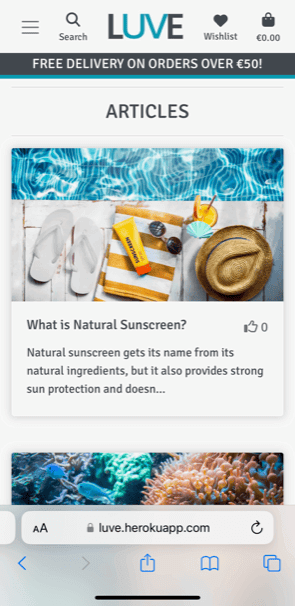 LUVE
Search
Wishlist
€0.00
FREE DELIVERY ON ORDERS OVER €50!
ARTICLES
SUNSCREEN
What is Natural Sunscreen?
0
Natural sunscreen gets its name from its
natural ingredients, but it also provides strong
sun protection and doesn...
AA
luve.herokuapp.com